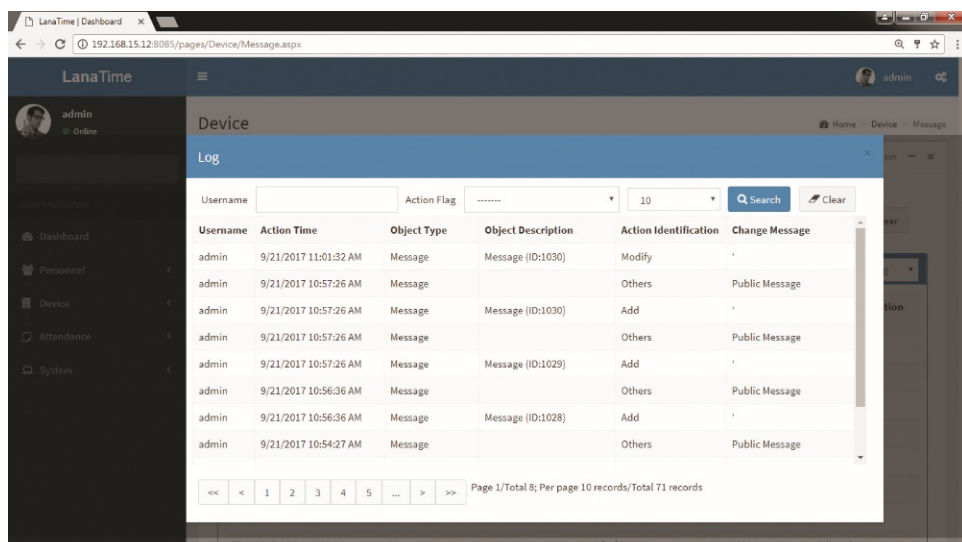 LanaTime | Dashboard
192.168.15.12:8085/pages/Device/Message.aspx
LanaTime
admin
admin
Online
Device
Home > Device > Message
Log
Username Action Flag ------- 10 Search Clear
Username Action Time Object Type Object Description Action Identification Change Message
admin 9/21/2017 11:01:32 AM Message Message (ID:1030) Modify '
admin 9/21/2017 10:57:26 AM Message Others Public Message
admin 9/21/2017 10:57:26 AM Message Message (ID:1030) Add '
admin 9/21/2017 10:57:26 AM Message Others Public Message
admin 9/21/2017 10:57:26 AM Message Message (ID:1029) Add '
admin 9/21/2017 10:56:36 AM Message Others Public Message
admin 9/21/2017 10:56:36 AM Message Message (ID:1028) Add '
admin 9/21/2017 10:54:27 AM Message Others Public Message
<< < 1 2 3 4 5 ... > >> Page 1/Total 8; Per page 10 records/Total 71 records
MAIN NAVIGATION
Dashboard
Personnel
Device
Attendance
System